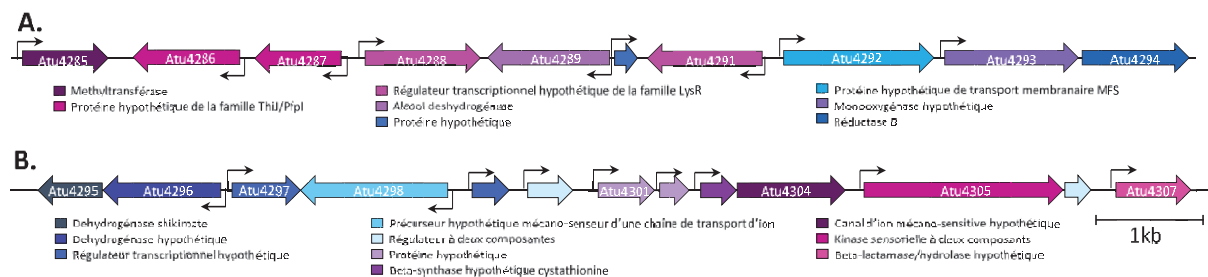 A.
Atu4285
Atu4286
Atu4287
Atu4288
Atu4289
Atu4291
Atu4292
Atu4293
Atu4294
Methyltransférase
Protéine hypothétique de la famille ThiJ/PfpI
Régulateur transcriptionnel hypothétique de la famille LysR
Alcool deshydrogénase
Protéine hypothétique
Protéine hypothétique de transport membranaire MFS
Monooxygénase hypothétique
Réductase B
B.
Atu4295
Atu4296
Atu4297
Atu4298
Atu4301
Atu4304
Atu4305
Atu4307
Dehydrogénase shikimate
Dehydrogénase hypothétique
Régulateur transcriptionnel hypothétique
Précurseur hypothétique mécano-senseur d'une chaîne de transport d'ion
Régulateur à deux composantes
Protéine hypothétique
Beta-synthase hypothétique cystathionine
Canal d'ion mécano-sensitive hypothétique
Kinase sensorielle à deux composants
Beta-lactamase/hydrolase hypothétique
1kb